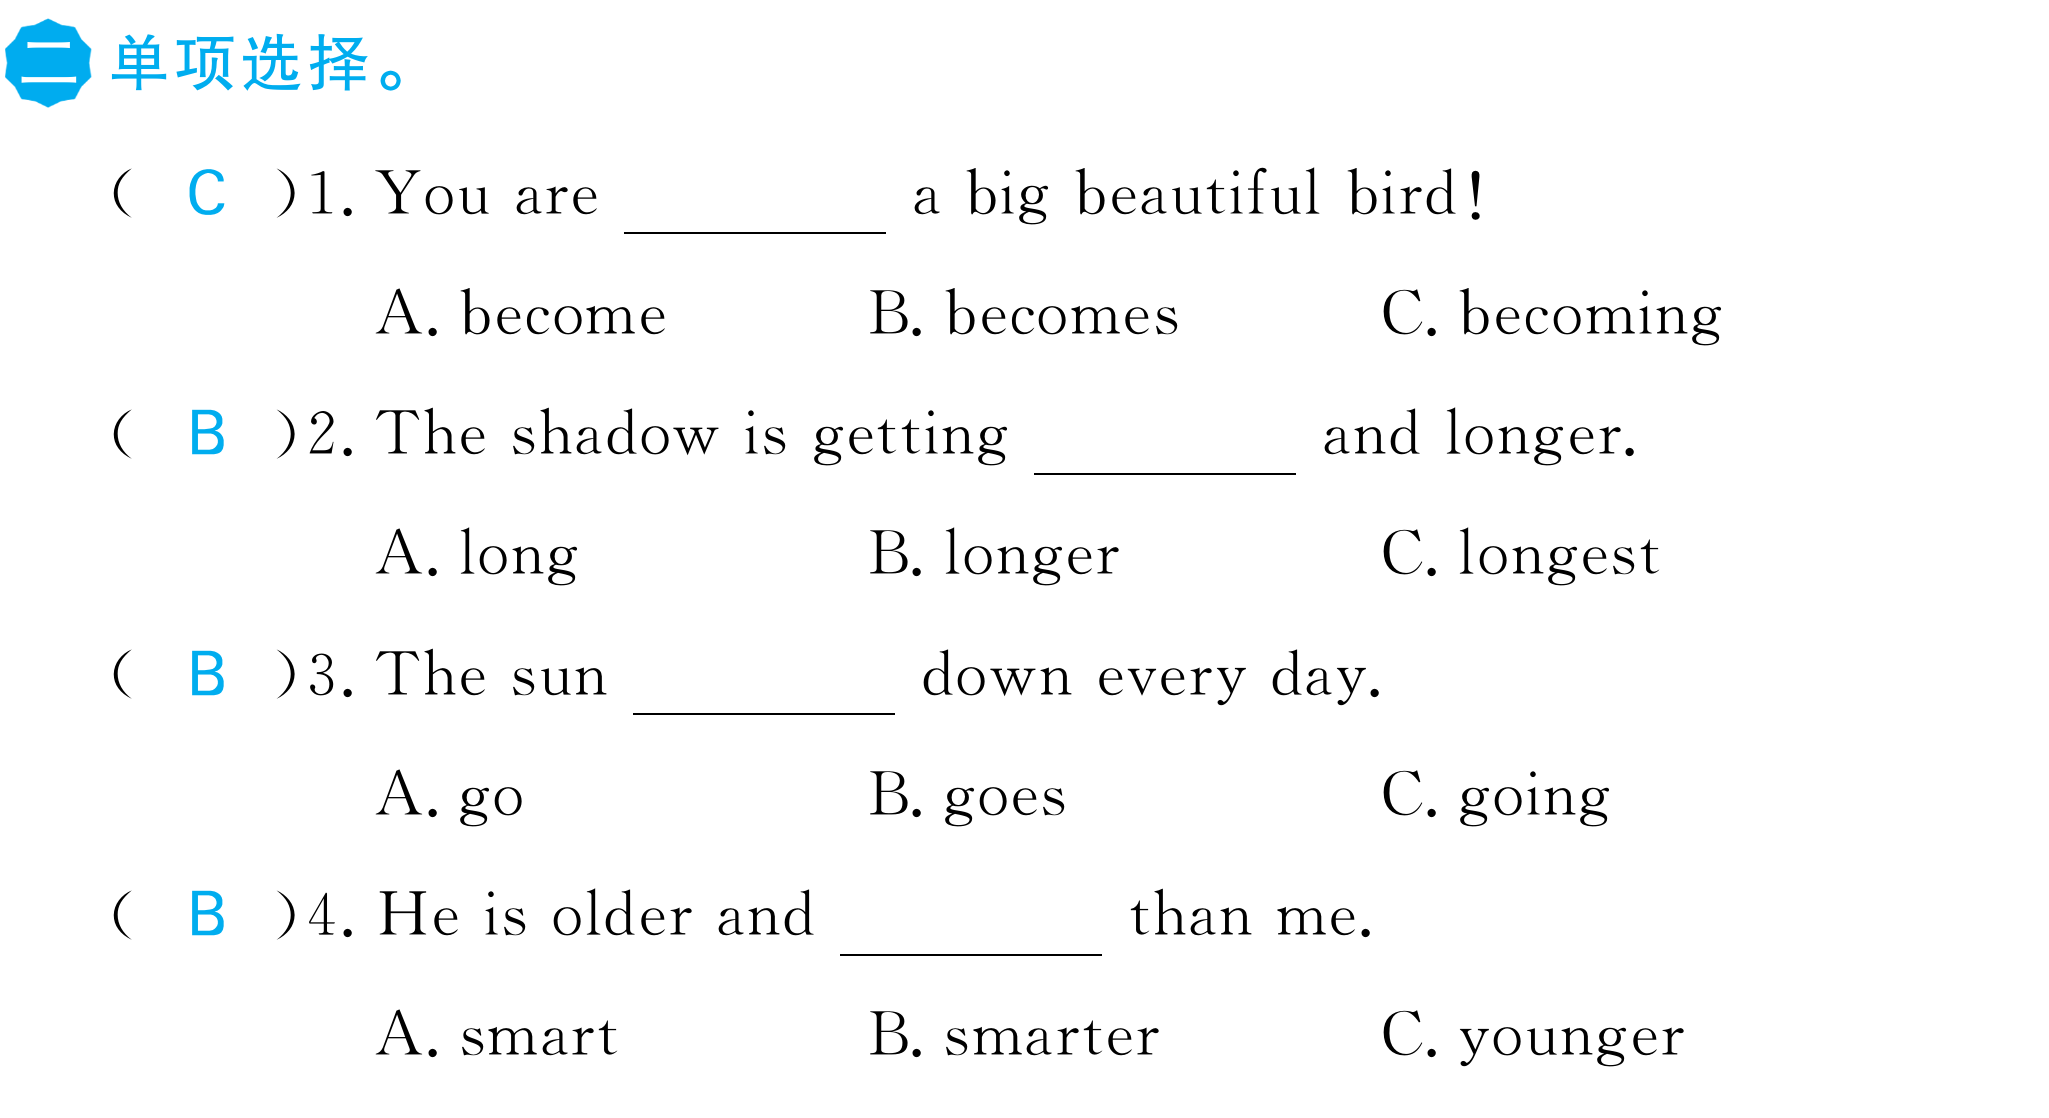 二 单项选择。
( C )1. You are ________ a big beautiful bird!
A. become B. becomes C. becoming
( B )2. The shadow is getting ________ and longer.
A. long B. longer C. longest
( B )3. The sun ________ down every day.
A. go B. goes C. going
( B )4. He is older and ________ than me.
A. smart B. smarter C. younger